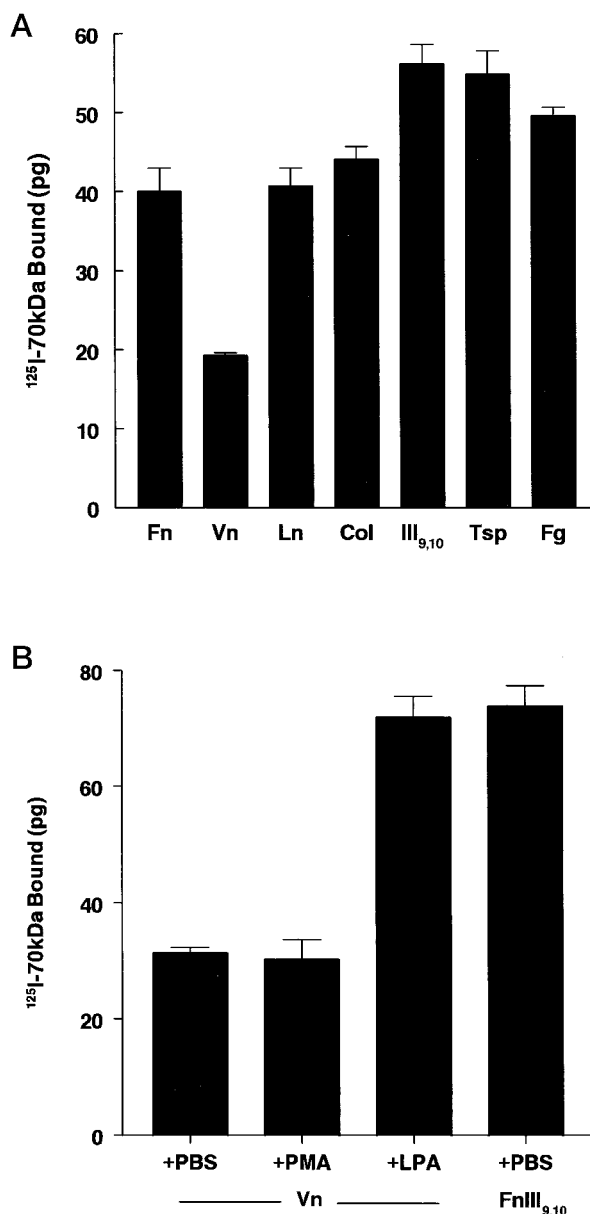 A
60
50
40
30
20
10
0
¹²⁵I-70kDa Bound (pg)
Fn Vn Ln Col III₉,₁₀ Tsp Fg
B
80
60
40
20
0
¹²⁵I-70kDa Bound (pg)
+PBS +PMA +LPA +PBS
Vn FnIII₉,₁₀